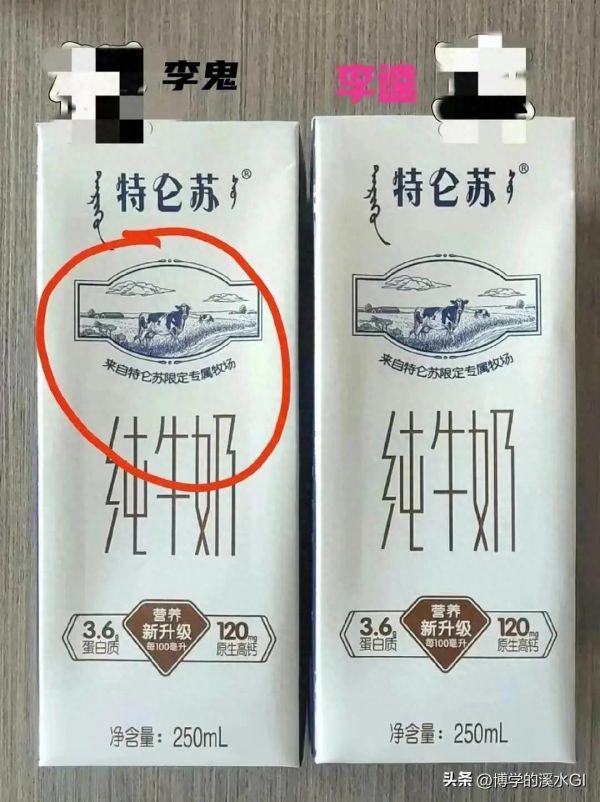 李鬼
李逵
特仑苏®
来自特仑苏限定专属牧场
纯牛奶
3.6g
蛋白质
营养
新升级
每100毫升
120mg
原生高钙
净含量：250mL
特仑苏®
来自特仑苏限定专属牧场
纯牛奶
3.6g
蛋白质
营养
新升级
每100毫升
120mg
原生高钙
净含量：250mL
头条 @博学的溪水GI